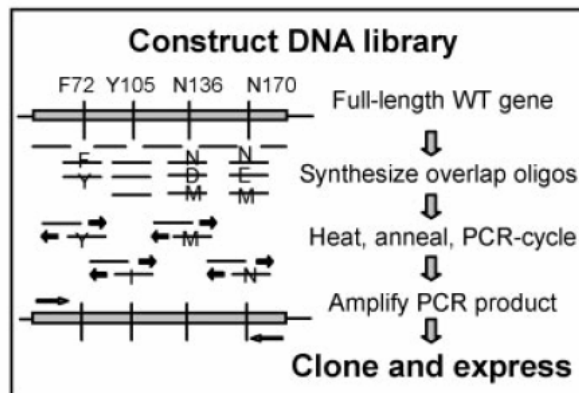 Construct DNA library
F72 Y105 N136 N170
Full-length WT gene
F N N
Y D E
M M
Synthesize overlap oligos
Heat, anneal, PCR-cycle
Y M
I N
Amplify PCR product
Clone and express